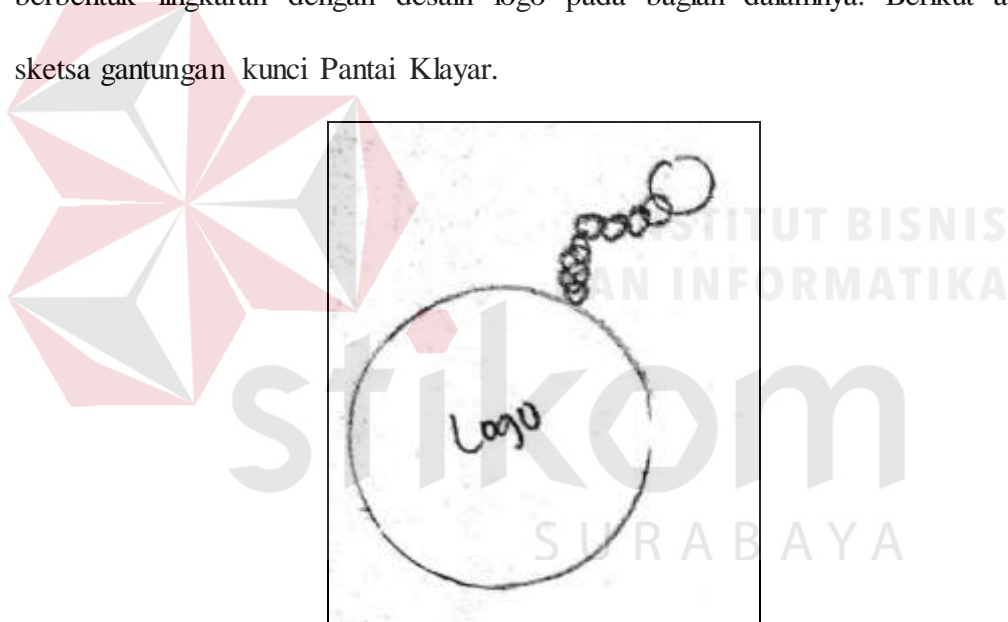 berbentuk lingkaran dengan desain logo pada bagian dalamnya. Berikut a
sketsa gantungan kunci Pantai Klayar.
INSTITUT BISNIS
DAN INFORMATIKA
stikom
Logo
SURABAYA